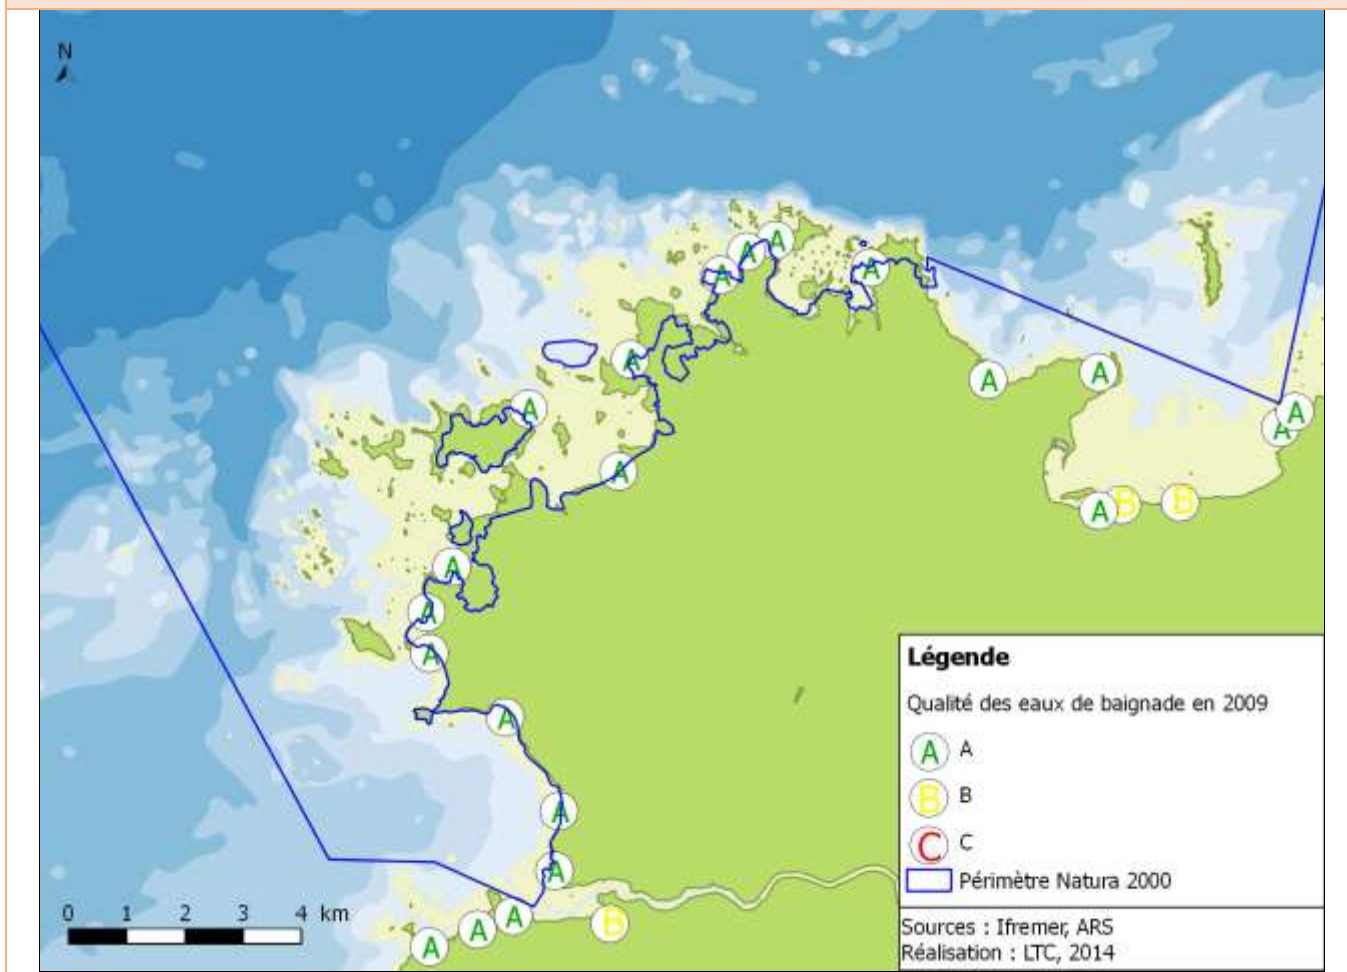 N
A A A
A
A
A A
A
A A
A
A B B
A
A
A
A
A
A
A A A B
0 1 2 3 4 km
Légende
Qualité des eaux de baignade en 2009
A A
B B
C C
Périmètre Natura 2000
Sources : Ifremer, ARS
Réalisation : LTC, 2014